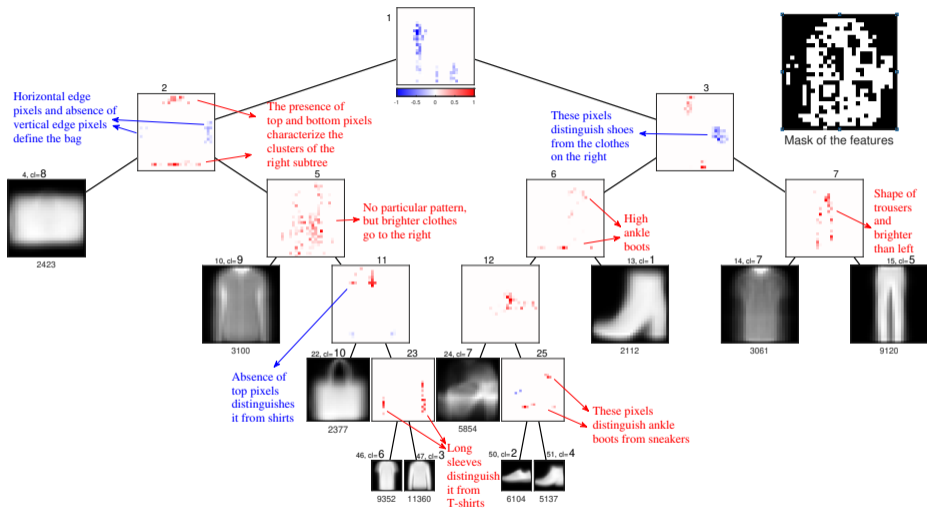 1
-1
-0.5
0
0.5
1
Mask of the features
2
Horizontal edge
pixels and absence of
vertical edge pixels
define the bag
The presence of
top and bottom pixels
characterize the
clusters of the
right subtree
3
These pixels
distinguish shoes
from the clothes
on the right
4, cl=8
2423
5
No particular pattern,
but brighter clothes
go to the right
6
High
ankle
boots
7
Shape of
trousers
and
brighter
than left
10, cl=9
3100
11
12
13, cl=1
2112
14, cl=7
3061
15, cl=5
9120
Absence of
top pixels
distinguishes
it from shirts
22, cl=10
2377
23
24, cl=7
5854
25
These pixels
distinguish ankle
boots from sneakers
Long
sleeves
distinguish
it from
T-shirts
46, cl=6
9352
47, cl=3
11360
50, cl=2
6104
51, cl=4
5137